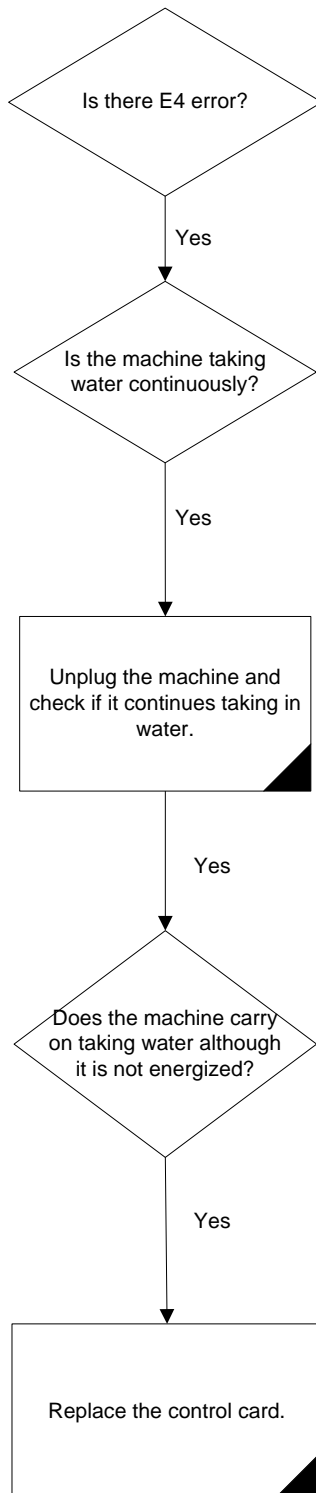 Is there E4 error?
Yes
Is the machine taking
water continuously?
Yes
Unplug the machine and
check if it continues taking in
water.
Yes
Does the machine carry
on taking water although
it is not energized?
Yes
Replace the control card.